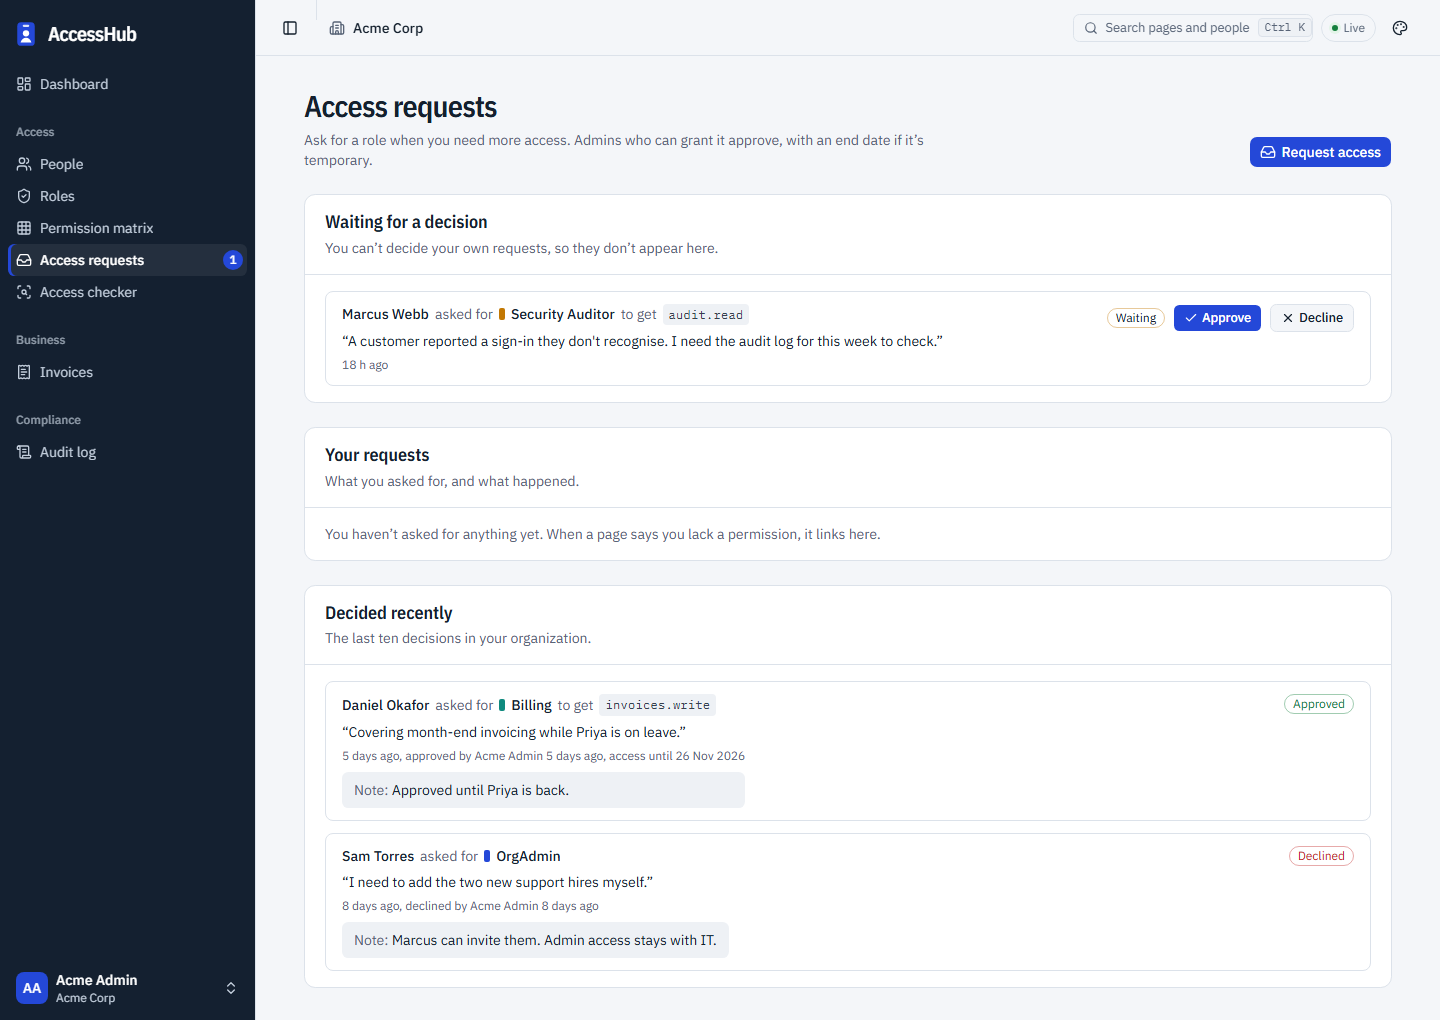 AccessHub
Dashboard
Access
People
Roles
Permission matrix
Access requests 1
Access checker
Business
Invoices
Compliance
Audit log
AA
Acme Admin
Acme Corp
Acme Corp
Search pages and people Ctrl K
Live
Access requests
Ask for a role when you need more access. Admins who can grant it approve, with an end date if it’s
temporary.
Request access
Waiting for a decision
You can’t decide your own requests, so they don’t appear here.
Marcus Webb asked for Security Auditor to get audit.read
Waiting
Approve
Decline
“A customer reported a sign-in they don't recognise. I need the audit log for this week to check.”
18 h ago
Your requests
What you asked for, and what happened.
You haven’t asked for anything yet. When a page says you lack a permission, it links here.
Decided recently
The last ten decisions in your organization.
Daniel Okafor asked for Billing to get invoices.write
Approved
“Covering month-end invoicing while Priya is on leave.”
5 days ago, approved by Acme Admin 5 days ago, access until 26 Nov 2026
Note: Approved until Priya is back.
Sam Torres asked for OrgAdmin
Declined
“I need to add the two new support hires myself.”
8 days ago, declined by Acme Admin 8 days ago
Note: Marcus can invite them. Admin access stays with IT.